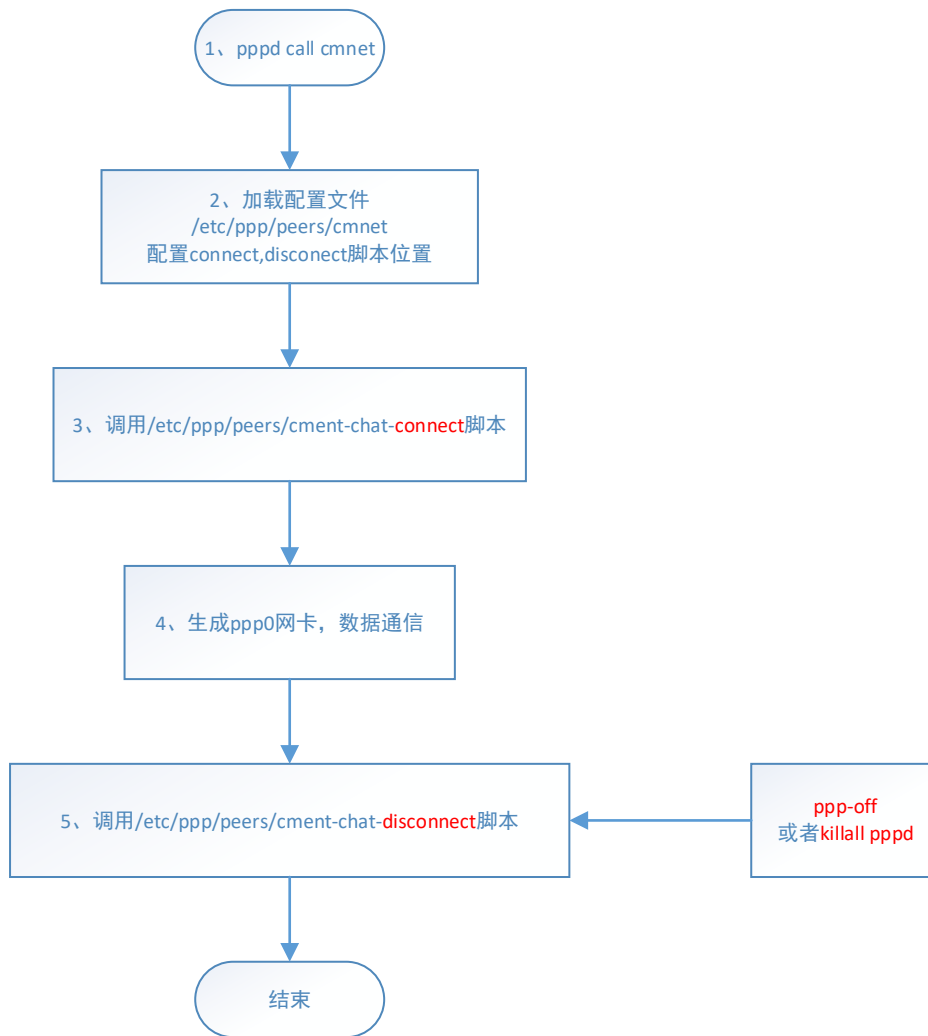 1、pppd call cmnet
2、加载配置文件
/etc/ppp/peers/cmnet
配置connect,disconect脚本位置
3、调用/etc/ppp/peers/cment-chat-connect脚本
4、生成ppp0网卡，数据通信
5、调用/etc/ppp/peers/cment-chat-disconnect脚本
ppp-off
或者killall pppd
结束